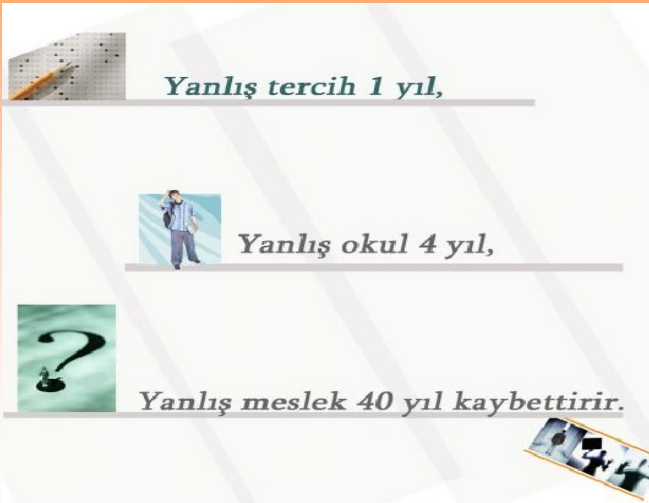 Yanlış tercih 1 yıl,
Yanlış okul 4 yıl,
Yanlış meslek 40 yıl kaybettirir.